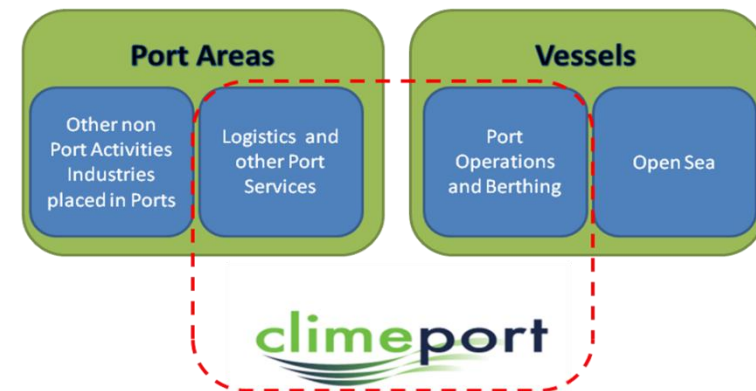 Port Areas
Other non
Port Activities
Industries
placed in Ports
Logistics and
other Port
Services
Vessels
Port
Operations
and Berthing
Open Sea
climeport